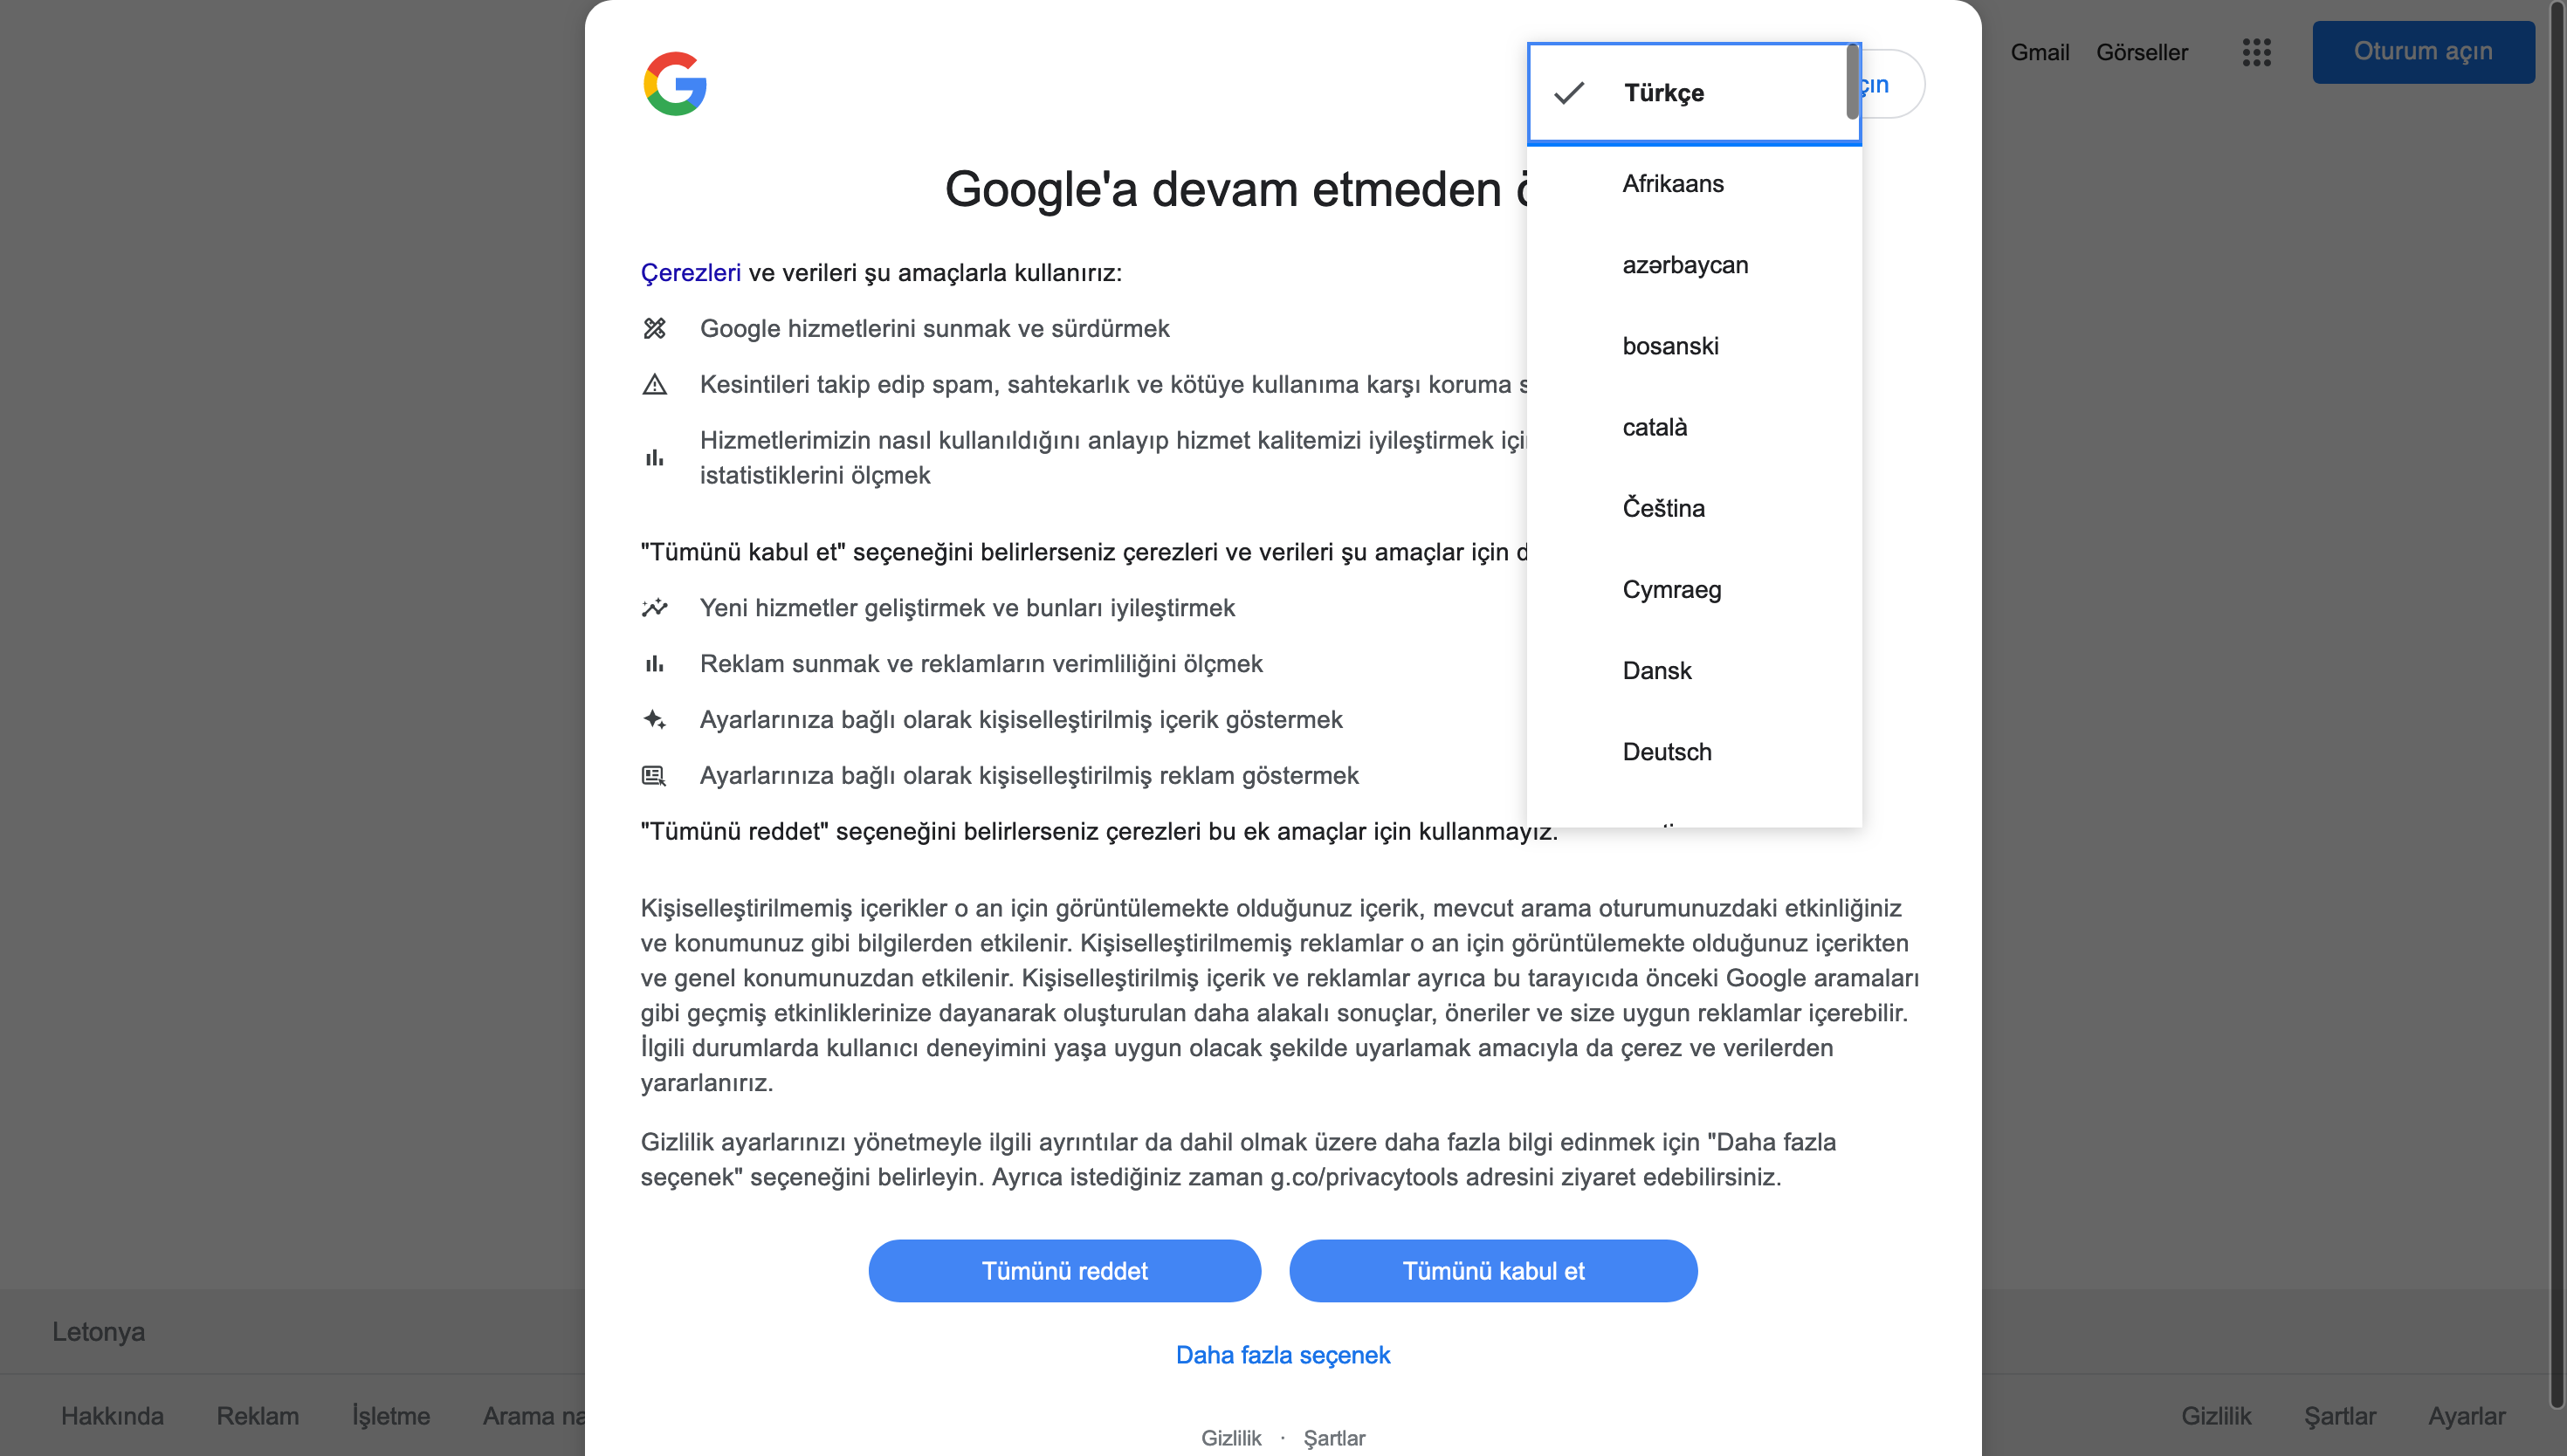 Gmail
Görseller
Oturum açın
Türkçe
Afrikaans
azərbaycan
bosanski
català
Čeština
Cymraeg
Dansk
Deutsch
Google'a devam etmeden
Çerezleri ve verileri şu amaçlarla kullanırız:
Google hizmetlerini sunmak ve sürdürmek
Kesintileri takip edip spam, sahtekarlık ve kötüye kullanıma karşı koruma
Hizmetlerimizin nasıl kullanıldığını anlayıp hizmet kalitemizi iyileştirmek
istatistiklerini ölçmek
"Tümünü kabul et" seçeneğini belirlerseniz çerezleri ve verileri şu amaçlar için
Yeni hizmetler geliştirmek ve bunları iyileştirmek
Reklam sunmak ve reklamların verimliliğini ölçmek
Ayarlarınıza bağlı olarak kişiselleştirilmiş içerik göstermek
Ayarlarınıza bağlı olarak kişiselleştirilmiş reklam göstermek
"Tümünü reddet" seçeneğini belirlerseniz çerezleri bu ek amaçlar için kullanmayız.
Kişiselleştirilmemiş içerikler o an için görüntülemekte olduğunuz içerik, mevcut arama oturumunuzdaki etkinliğiniz
ve konumunuz gibi bilgilerden etkilenir. Kişiselleştirilmemiş reklamlar o an için görüntülemekte olduğunuz içerikten
ve genel konumunuzdan etkilenir. Kişiselleştirilmiş içerik ve reklamlar ayrıca bu tarayıcıda önceki Google aramaları
gibi geçmiş etkinliklerinize dayanarak oluşturulan daha alakalı sonuçlar, öneriler ve size uygun reklamlar içerebilir.
İlgili durumlarda kullanıcı deneyimini yaşa uygun olacak şekilde uyarlamak amacıyla da çerez ve verilerden
yararlanırız.
Gizlilik ayarlarınızı yönetmeyle ilgili ayrıntılar da dahil olmak üzere daha fazla bilgi edinmek için "Daha fazla
seçenek" seçeneğini belirleyin. Ayrıca istediğiniz zaman g.co/privacytools adresini ziyaret edebilirsiniz.
Tümünü reddet
Tümünü kabul et
Daha fazla seçenek
Gizlilik · Şartlar
Letonya
Hakkında
Reklam
İşletme
Arama
Gizlilik
Şartlar
Ayarlar